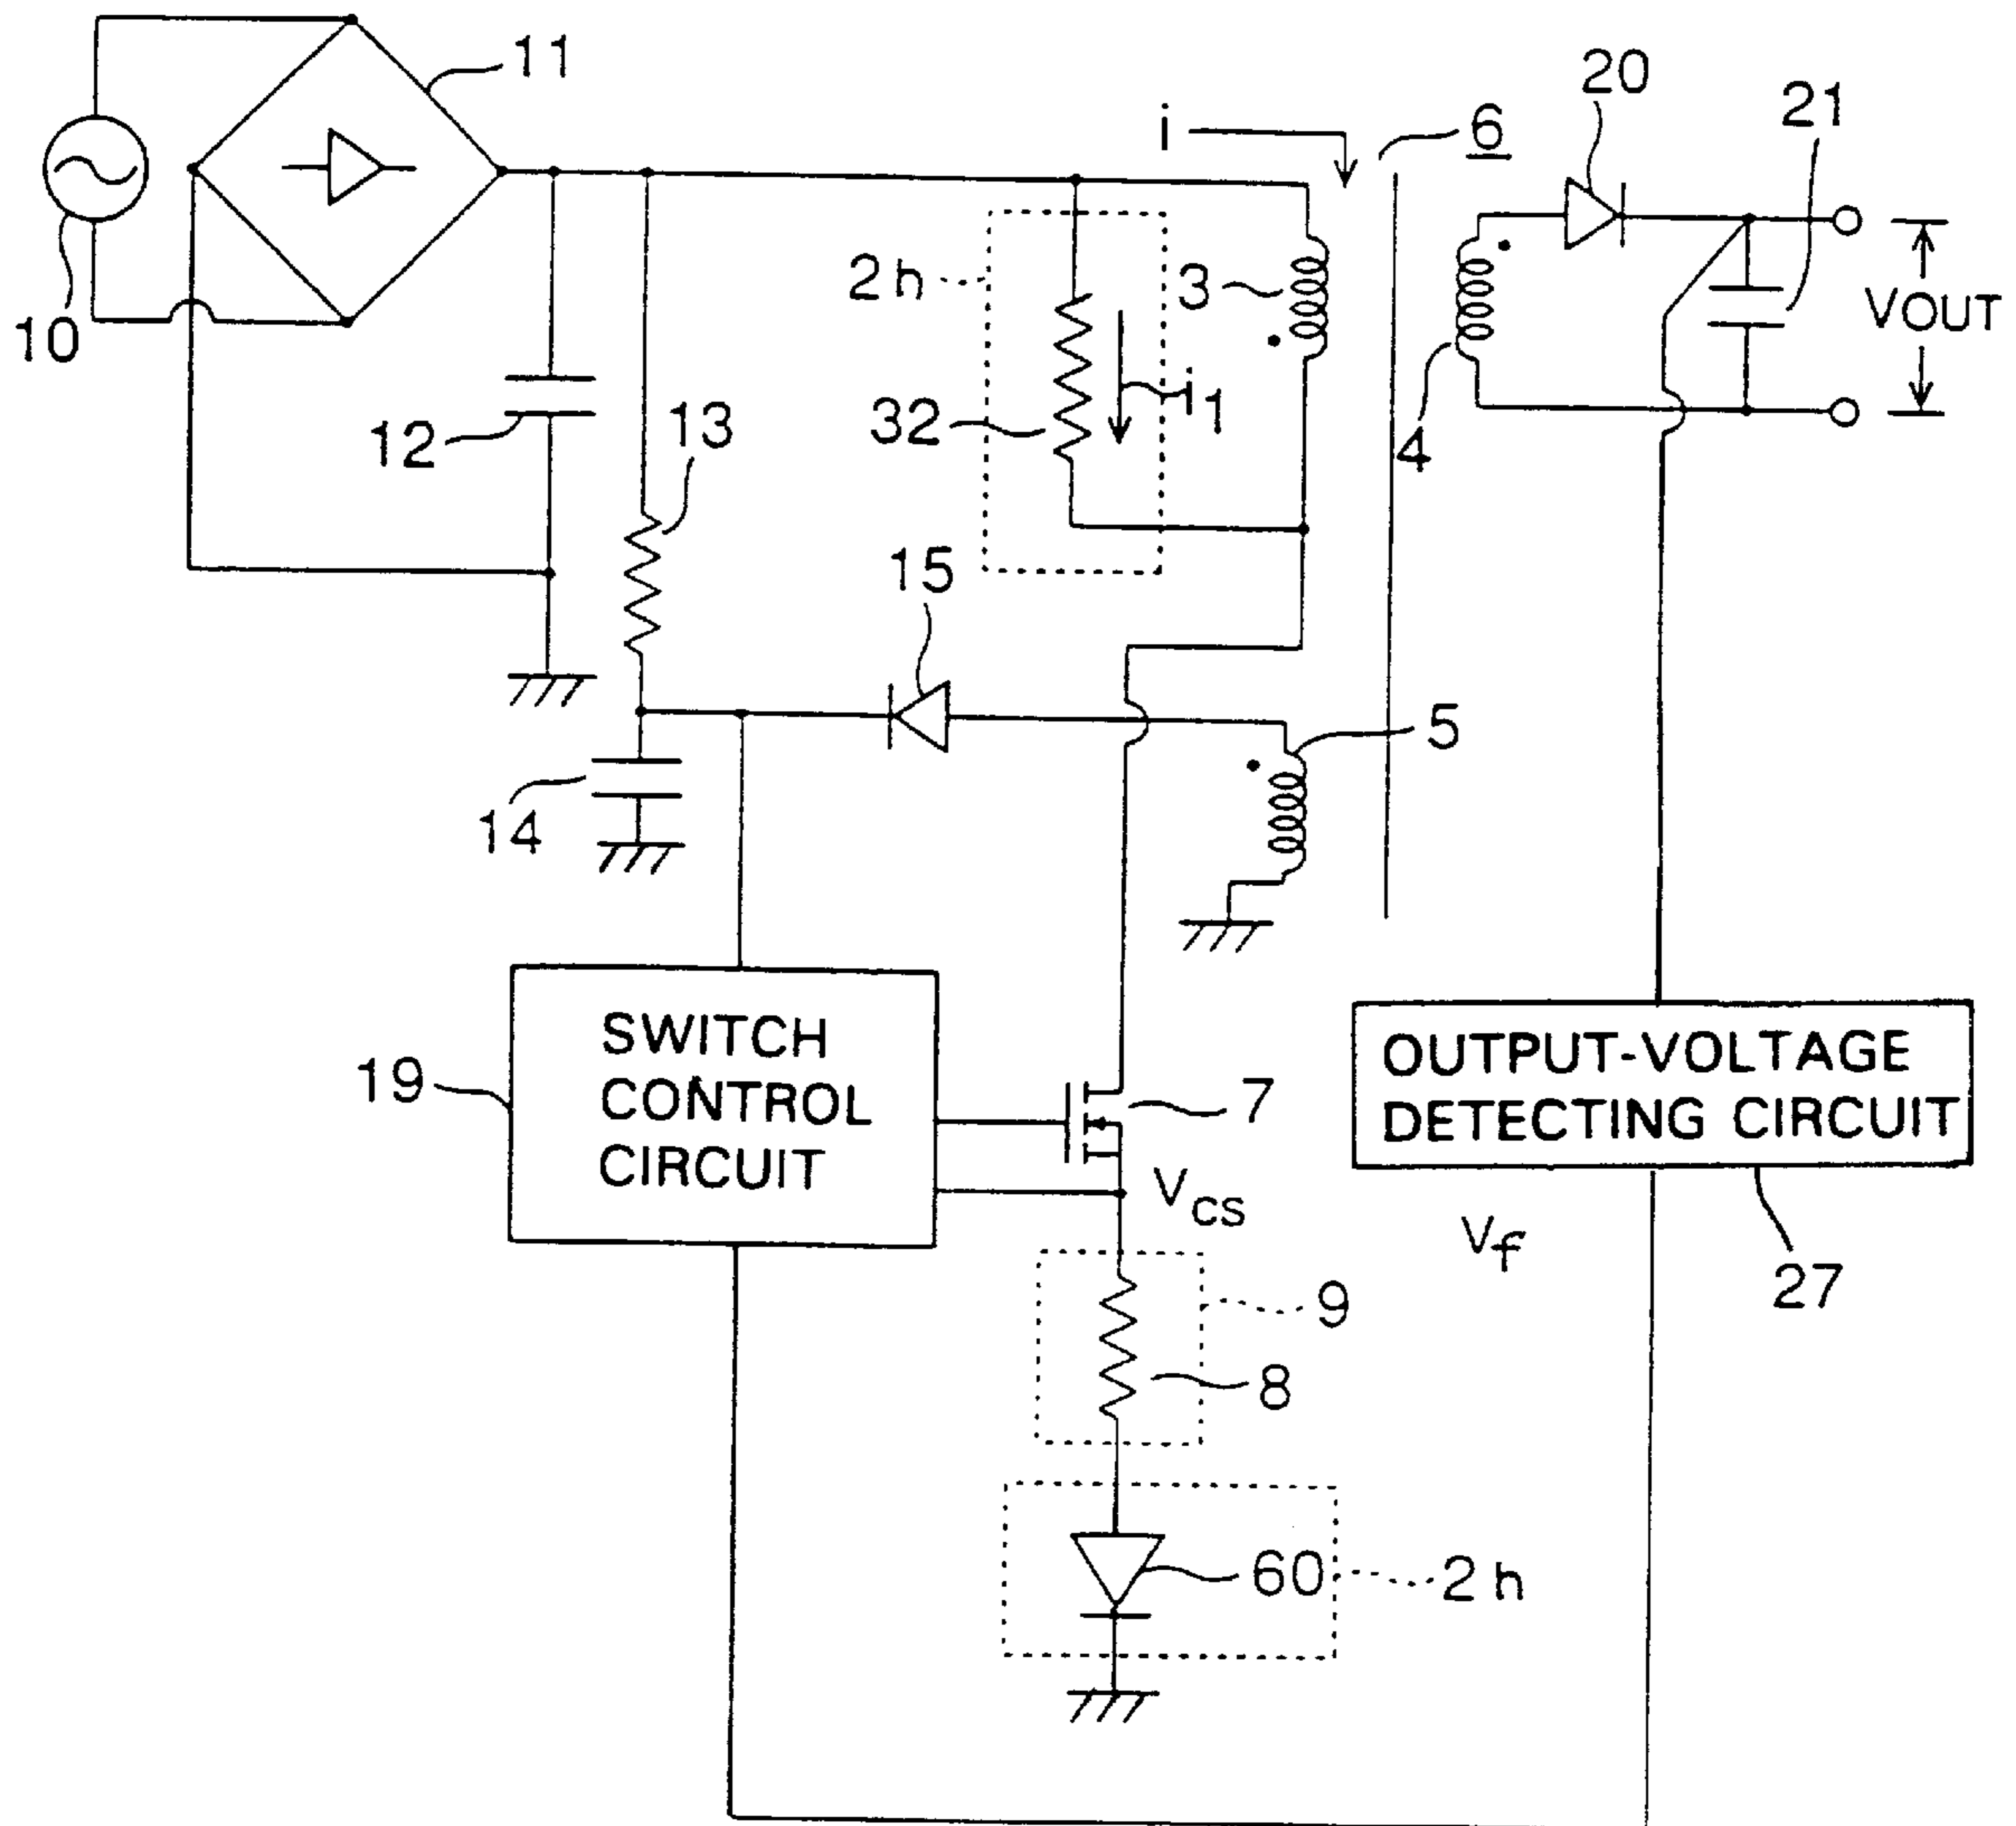 11
20
21
i
6
10
2h
3
VOUT
12
13
32
i1
4
15
5
14
19
SWITCH
CONTROL
CIRCUIT
7
OUTPUT-VOLTAGE
DETECTING CIRCUIT
VCS
Vf
27
9
8
60
2h